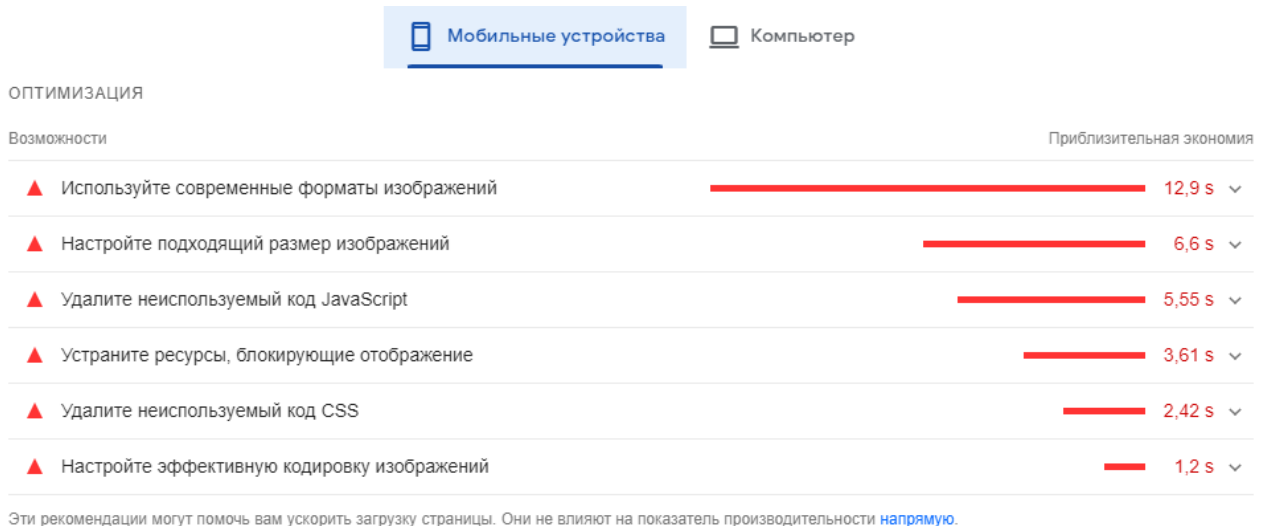 Мобильные устройства Компьютер
ОПТИМИЗАЦИЯ
Возможности Приблизительная экономия
Используйте современные форматы изображений 12,9 s
Настройте подходящий размер изображений 6,6 s
Удалите неиспользуемый код JavaScript 5,55 s
Устраните ресурсы, блокирующие отображение 3,61 s
Удалите неиспользуемый код CSS 2,42 s
Настройте эффективную кодировку изображений 1,2 s
Эти рекомендации могут помочь вам ускорить загрузку страницы. Они не влияют на показатель производительности напрямую.